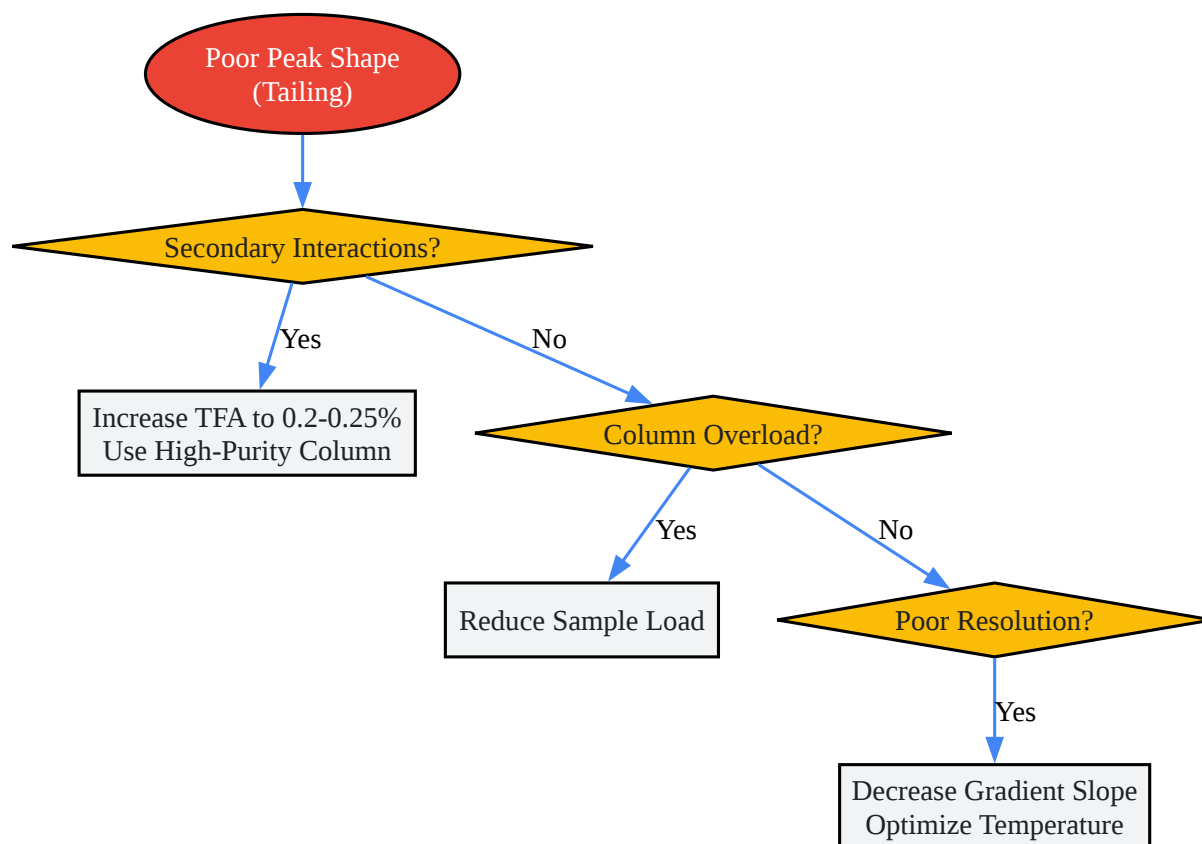 Poor Peak Shape
(Tailing)
Secondary Interactions?
Yes
No
Increase TFA to 0.2-0.25%
Use High-Purity Column
Column Overload?
Yes
No
Reduce Sample Load
Poor Resolution?
Yes
Decrease Gradient Slope
Optimize Temperature